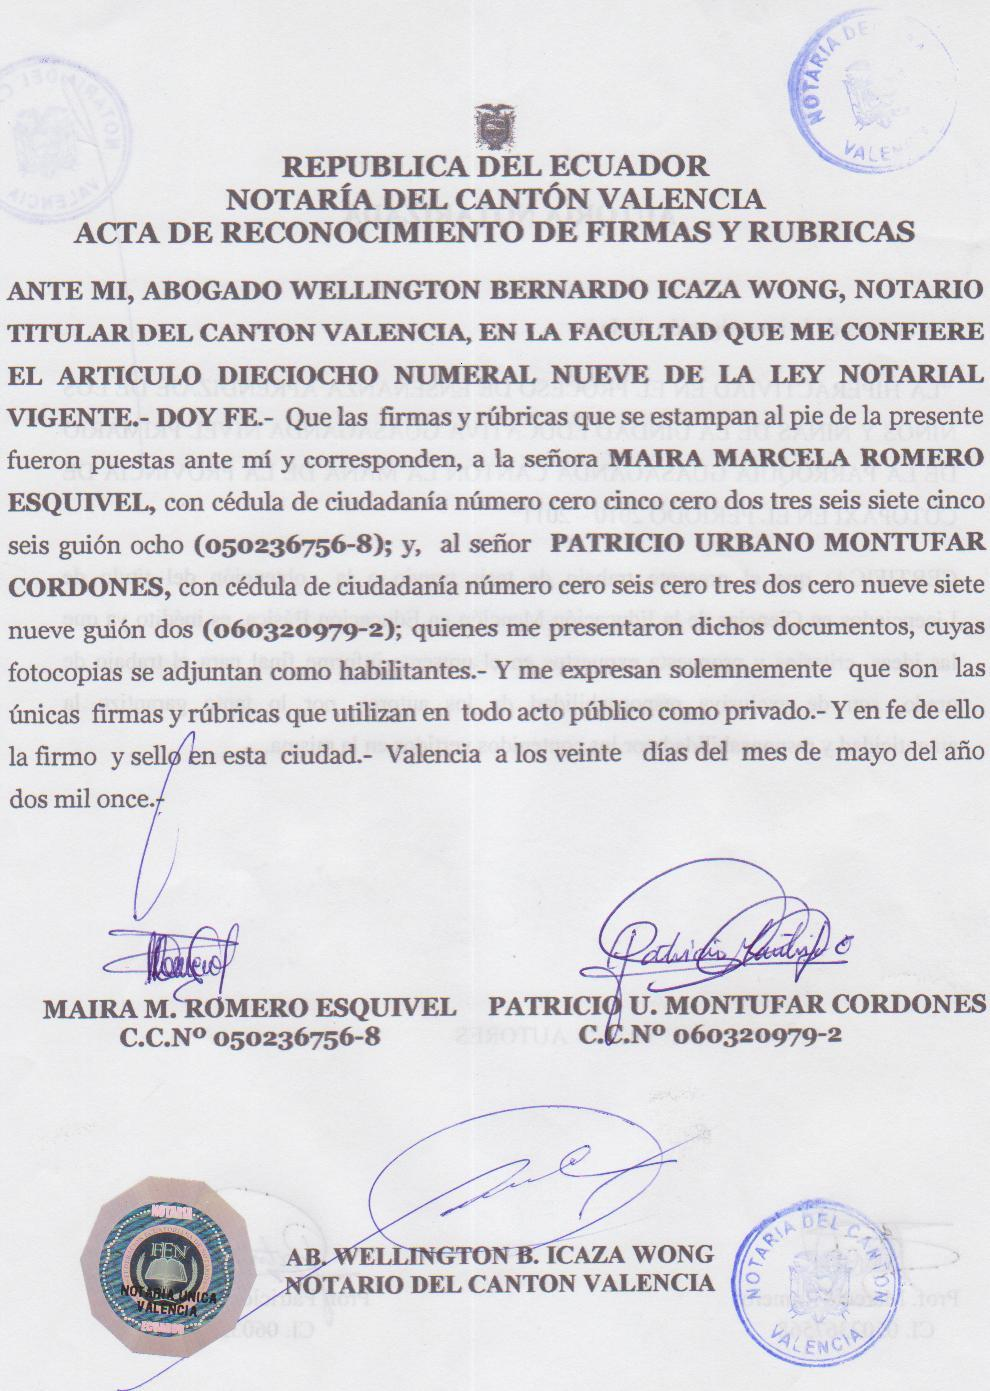 NOTARIA DE
VALEN
REPUBLICA DEL ECUADOR
NOTARÍA DEL CANTÓN VALENCIA
ACTA DE RECONOCIMIENTO DE FIRMAS Y RUBRICAS
ANTE MI, ABOGADO WELLINGTON BERNARDO ICAZA WONG, NOTARIO
TITULAR DEL CANTON VALENCIA, EN LA FACULTAD QUE ME CONFIERE
EL ARTICULO DIECIOCHO NUMERAL NUEVE DE LA LEY NOTARIAL
VIGENTE.- DOY FE.- Que las firmas y rúbricas que se estampan al pie de la presente
fueron puestas ante mí y corresponden, a la señora MAIRA MARCELA ROMERO
ESQUIVEL, con cédula de ciudadanía número cero cinco cero dos tres seis siete cinco
seis guión ocho (050236756-8); y, al señor PATRICIO URBANO MONTUFAR
CORDONES, con cédula de ciudadanía número cero seis cero tres dos cero nueve siete
nueve guión dos (060320979-2); quienes me presentaron dichos documentos, cuyas
fotocopias se adjuntan como habilitantes.- Y me expresan solemnemente que son las
únicas firmas y rúbricas que utilizan en todo acto público como privado.- Y en fe de ello
la firmo y sello en esta ciudad.- Valencia a los veinte días del mes de mayo del año
dos mil once.-
MAIRA M. ROMERO ESQUIVEL
C.C.Nº 050236756-8
PATRICIO U. MONTUFAR CORDONES
C.C.Nº 060320979-2
AB. WELLINGTON B. ICAZA WONG
NOTARIO DEL CANTON VALENCIA
NOTARIA
FEN
NOTARIA UNICA
VALENCIA
ECUADOR
NOTARIA DEL CANTÓN
VALENCIA